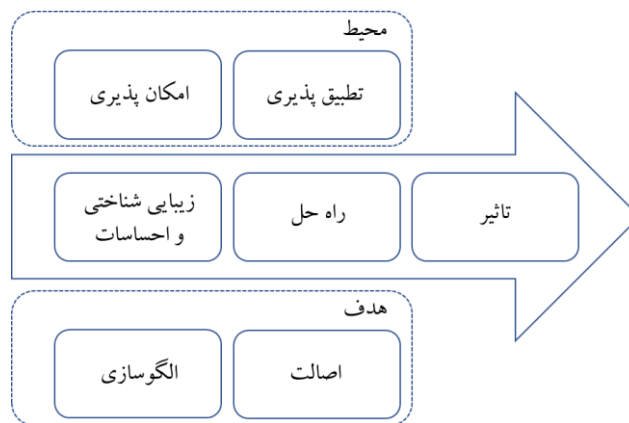 محیط
تطبیق پذیری
امکان پذیری
تاثیر
راه حل
زیبایی شناختی
و احساسات
هدف
اصالت
الگوسازی